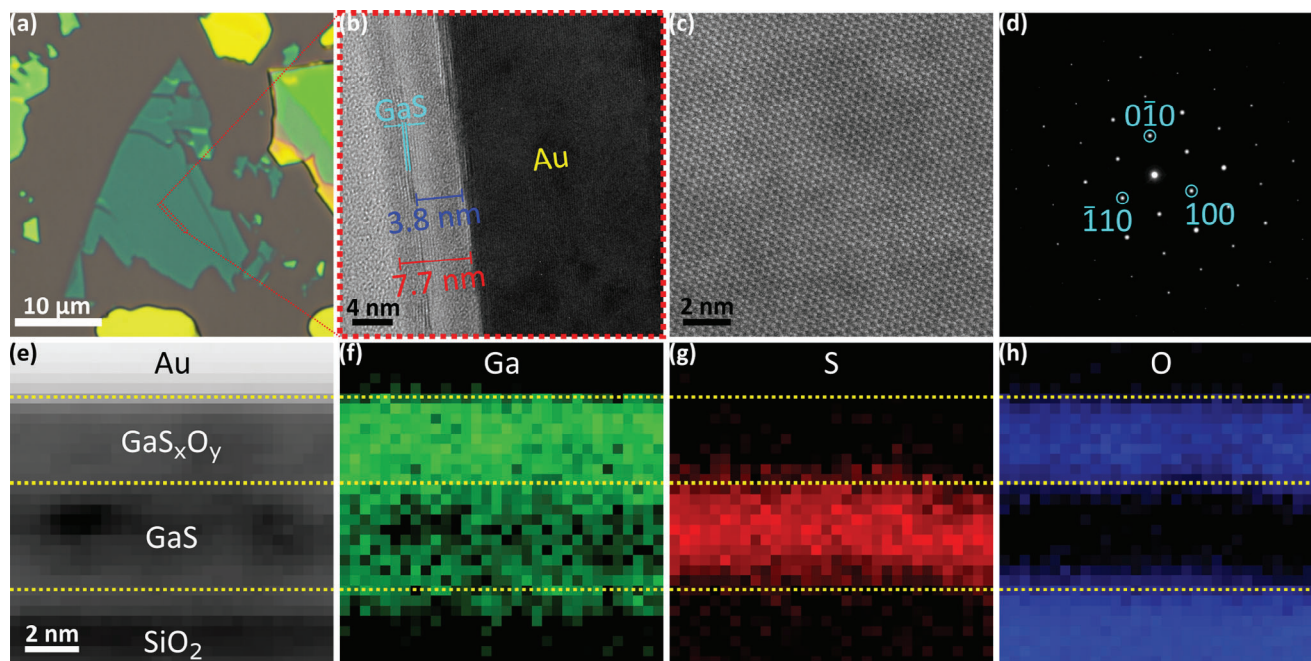 (a)
10 µm
(b)
GaS
Au
3.8 nm
7.7 nm
4 nm
(c)
2 nm
(d)
01̄0
1̄10
100
(e)
Au
GaSₓOᵧ
GaS
SiO₂
2 nm
(f)
Ga
(g)
S
(h)
O